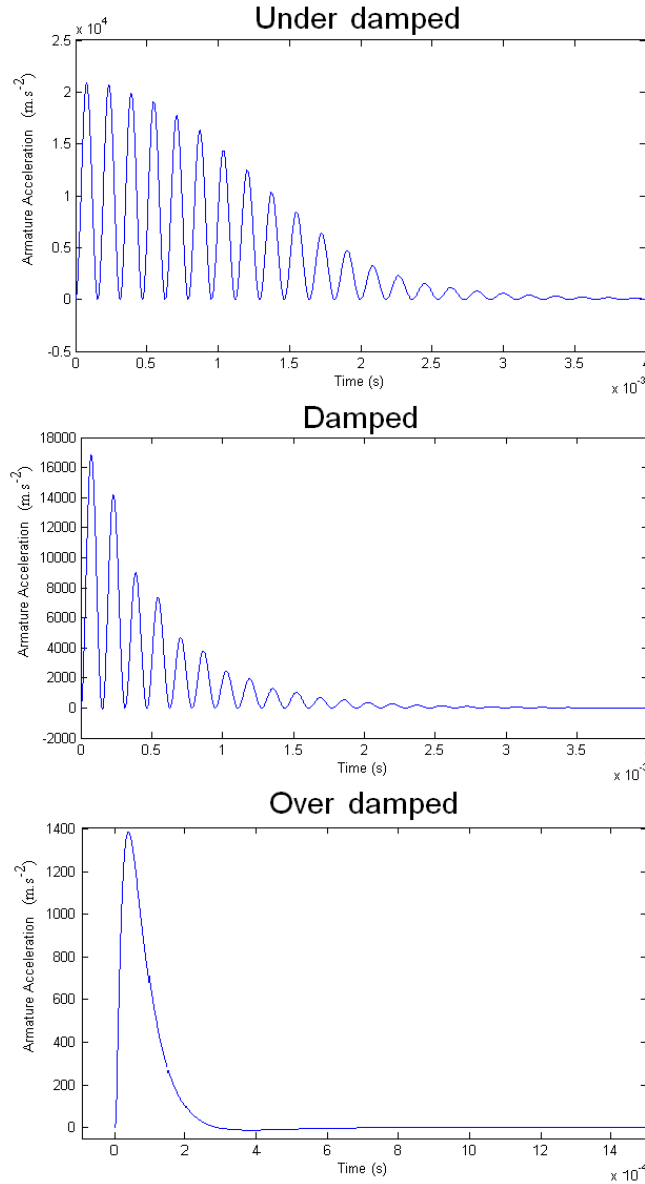 Under damped
x 10^4
2.5
2
1.5
1
0.5
0
-0.5
Armature Acceleration (m.s^-2)
0 0.5 1 1.5 2 2.5 3 3.5 4
Time (s)
x 10^-3
Damped
18000
16000
14000
12000
10000
8000
6000
4000
2000
0
-2000
Armature Acceleration (m.s^-2)
0 0.5 1 1.5 2 2.5 3 3.5
Time (s)
x 10^-3
Over damped
1400
1200
1000
800
600
400
200
0
Armature Acceleration (m.s^-2)
0 2 4 6 8 10 12 14
Time (s)
x 10^-4